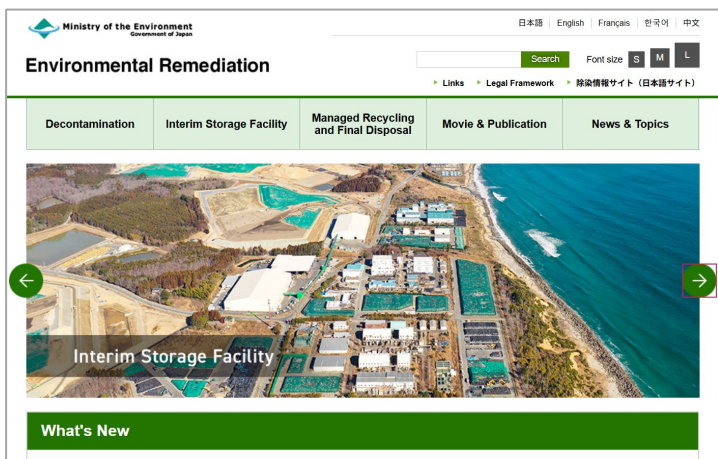 Ministry of the Environment
Government of Japan
日本語 English Français 한국어 中文
Environmental Remediation
Search Font size S M L
Links Legal Framework 除染情報サイト（日本語サイト）
Decontamination Interim Storage Facility Managed Recycling and Final Disposal Movie & Publication News & Topics
Interim Storage Facility
What's New